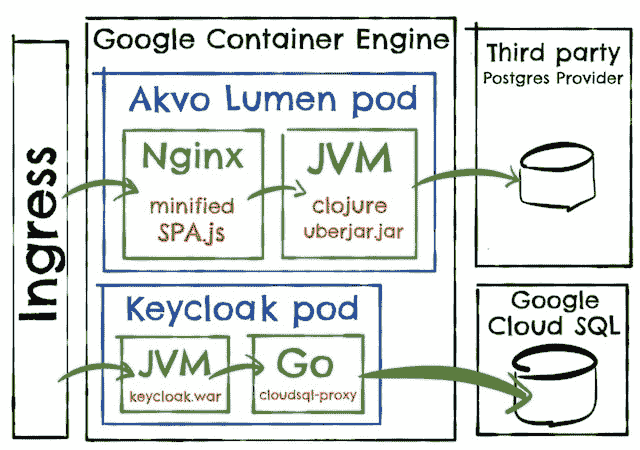 Ingress
Google Container Engine
Akvo Lumen pod
Nginx
minified
SPA.js
JVM
clojure
uberjar.jar
Keycloak pod
JVM
keycloak.war
Go
cloudsql-proxy
Third party
Postgres Provider
Google
Cloud SQL